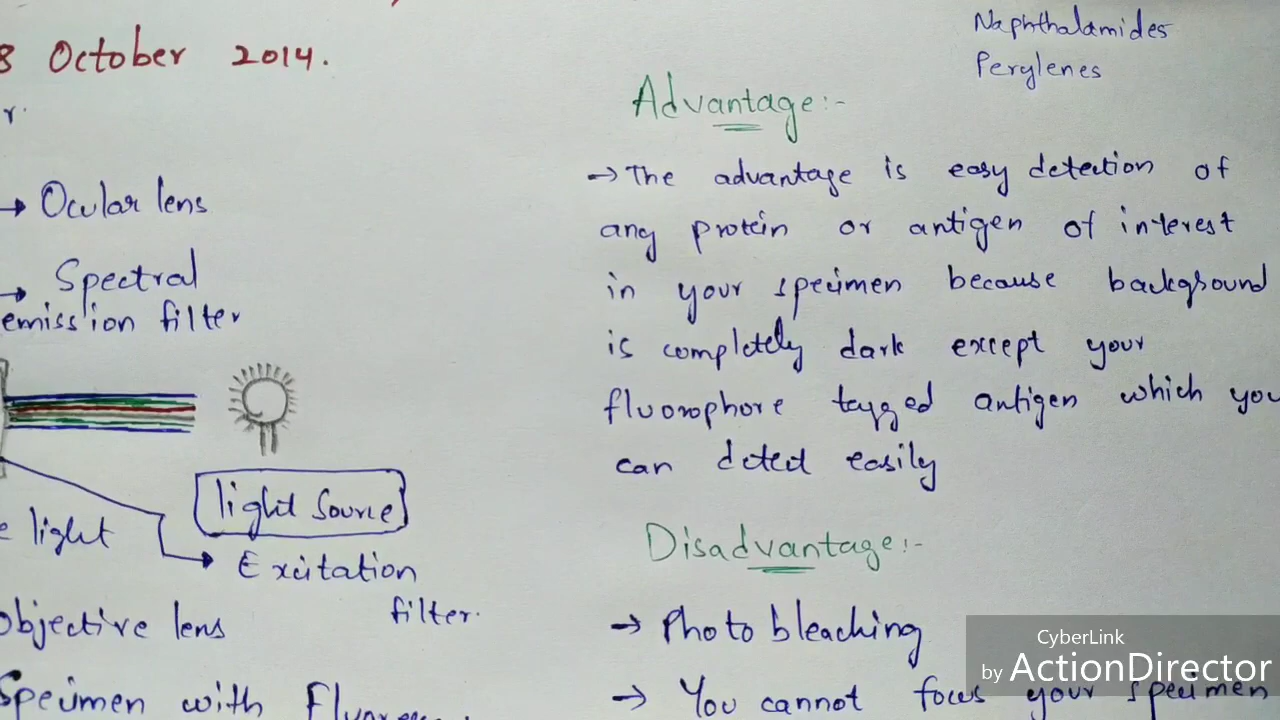 8 October 2014.
r.
→ Ocular lens
→ Spectral
emission filter
light source
e light
Excitation
filter.
objective lens
Specimen with
Naphthalamides
Perylenes
Advantage:-
→ The advantage is easy detection of
any protein or antigen of interest
in your specimen because background
is completely dark except your
fluorophore tagged antigen which you
can detect easily
Disadvantage:-
→ Photo bleaching
→ You cannot focus your specimen
CyberLink
by ActionDirector